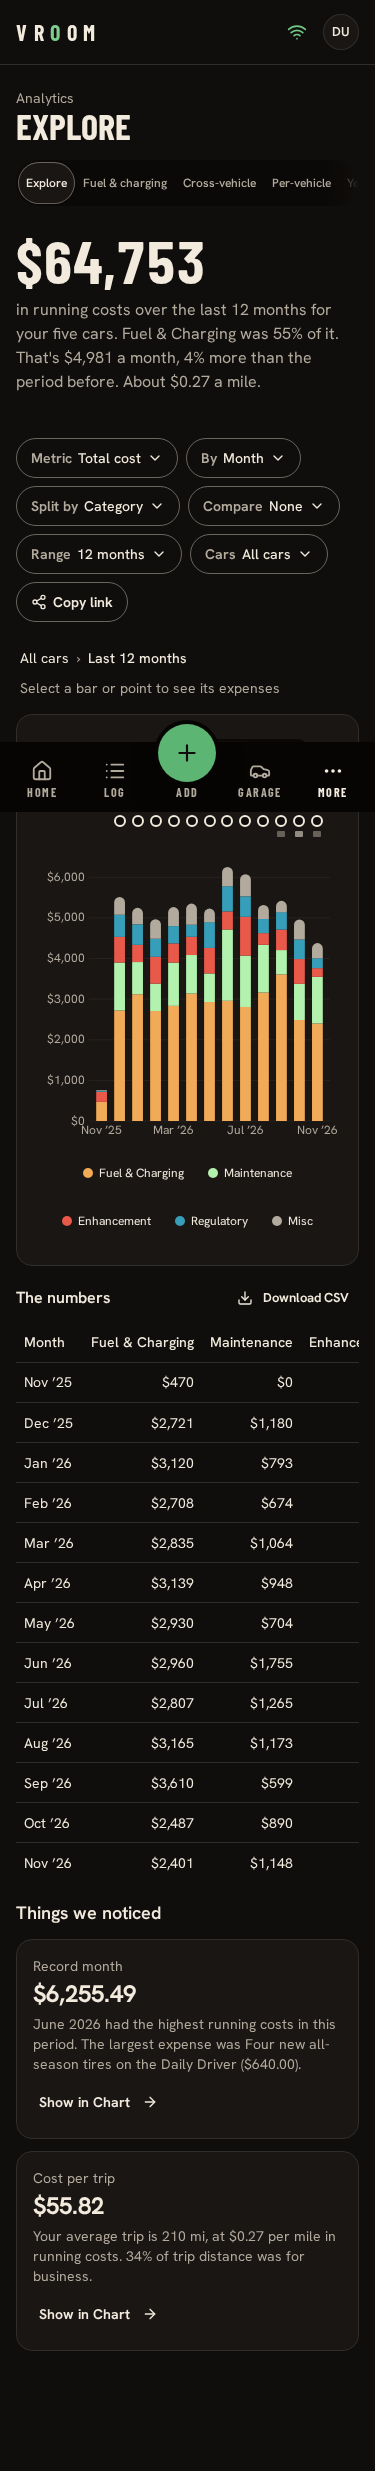 VROOM
DU
Analytics
EXPLORE
Explore Fuel & charging Cross-vehicle Per-vehicle
$64,753
in running costs over the last 12 months for
your five cars. Fuel & Charging was 55% of it.
That's $4,981 a month, 4% more than the
period before. About $0.27 a mile.
Metric Total cost By Month
Split by Category Compare None
Range 12 months Cars All cars
Copy link
All cars › Last 12 months
Select a bar or point to see its expenses
HOME LOG ADD GARAGE MORE
$6,000
$5,000
$4,000
$3,000
$2,000
$1,000
$0
Nov ’25 Mar ’26 Jul ’26 Nov ’26
Fuel & Charging Maintenance
Enhancement Regulatory Misc
The numbers Download CSV
Month Fuel & Charging Maintenance Enhance
Nov ’25 $470 $0
Dec ’25 $2,721 $1,180
Jan ’26 $3,120 $793
Feb ’26 $2,708 $674
Mar ’26 $2,835 $1,064
Apr ’26 $3,139 $948
May ’26 $2,930 $704
Jun ’26 $2,960 $1,755
Jul ’26 $2,807 $1,265
Aug ’26 $3,165 $1,173
Sep ’26 $3,610 $599
Oct ’26 $2,487 $890
Nov ’26 $2,401 $1,148
Things we noticed
Record month
$6,255.49
June 2026 had the highest running costs in this
period. The largest expense was Four new all-
season tires on the Daily Driver ($640.00).
Show in Chart
Cost per trip
$55.82
Your average trip is 210 mi, at $0.27 per mile in
running costs. 34% of trip distance was for
business.
Show in Chart